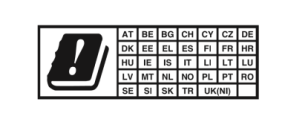 !
AT BE BG CH CY CZ DE
DK EE EL ES FI FR HR
HU IE IS IT LI LT LU
LV MT NL NO PL PT RO
SE SI SK TR UK(NI)